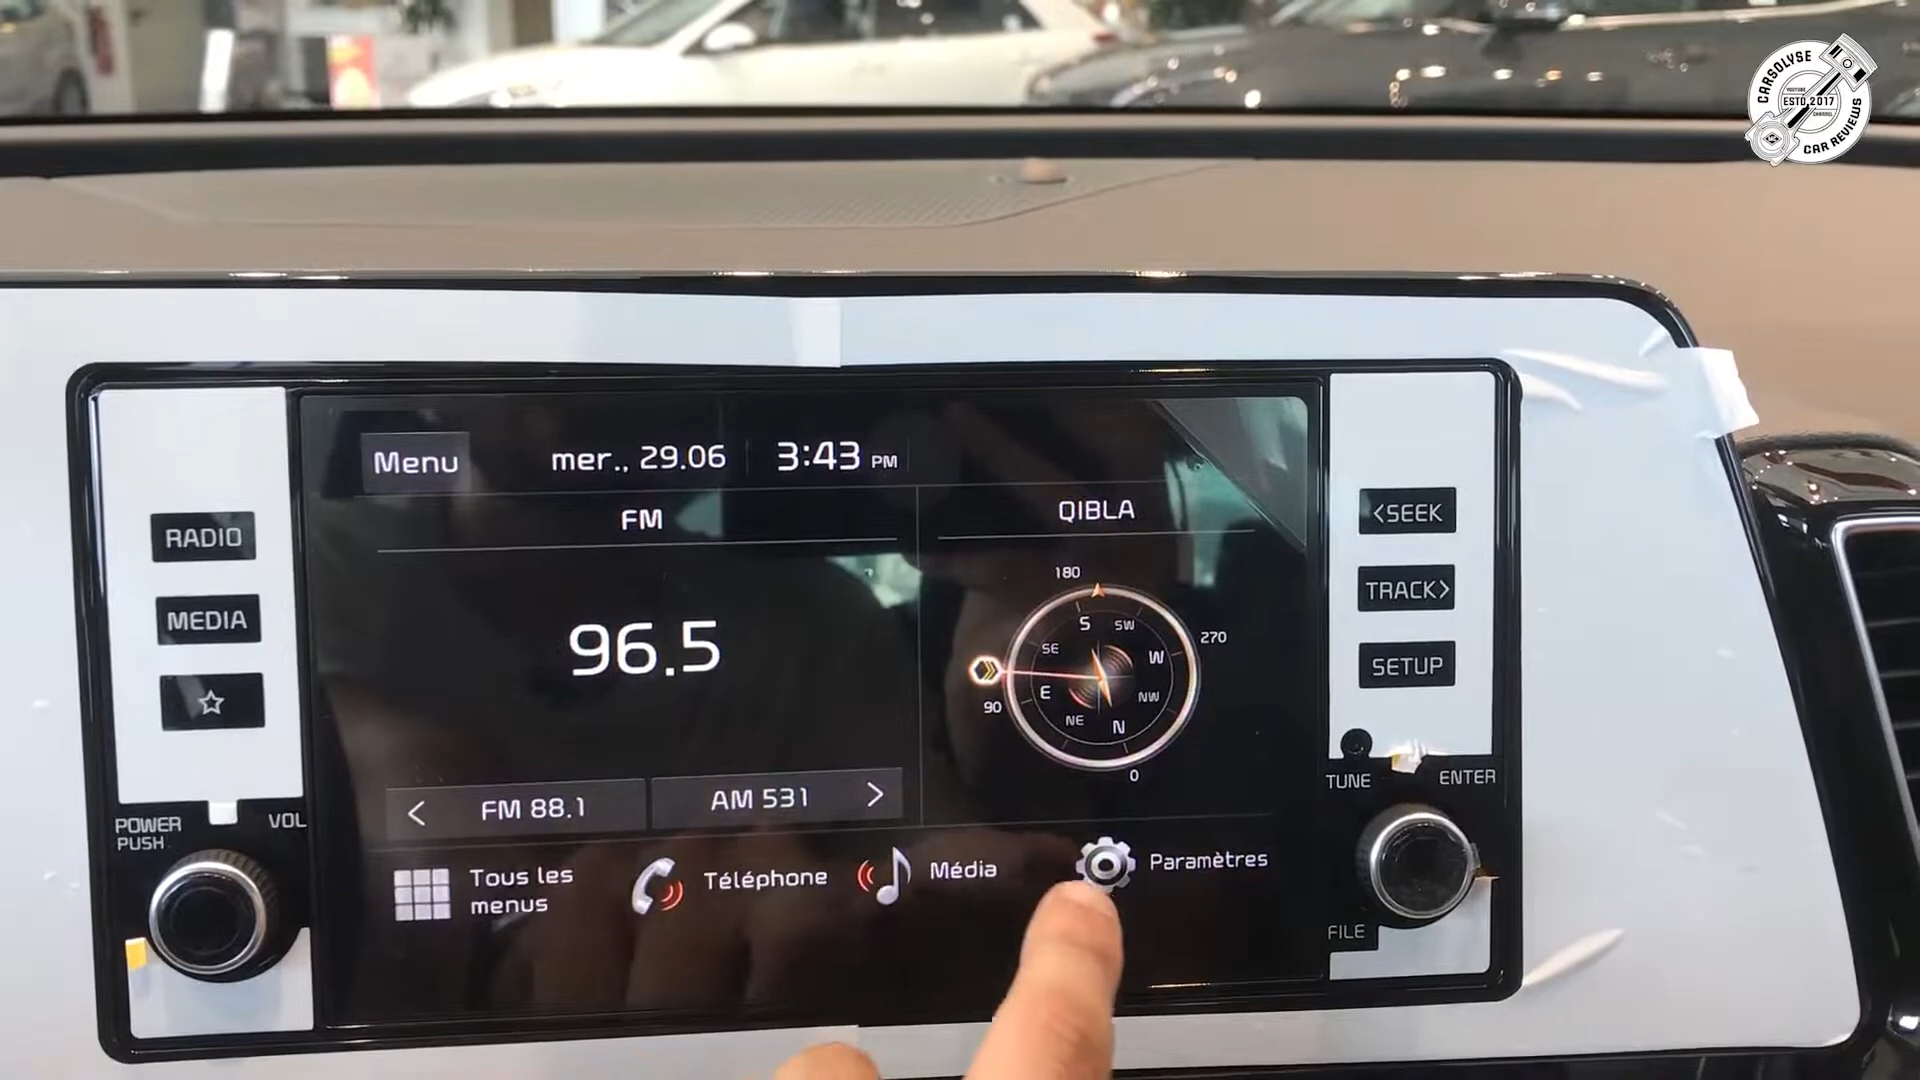 CARSOLYSE
YOUTUBE
ESTD 2017
CHANNEL
CAR REVIEWS
Menu
mer., 29.06
3:43 PM
FM
QIBLA
96.5
180
S
SW
270
SE
W
E
NW
90
NE
N
0
< FM 88.1
AM 531 >
Tous les
menus
Téléphone
Média
Paramètres
RADIO
MEDIA
POWER
PUSH
VOL
<SEEK
TRACK>
SETUP
TUNE
ENTER
FILE